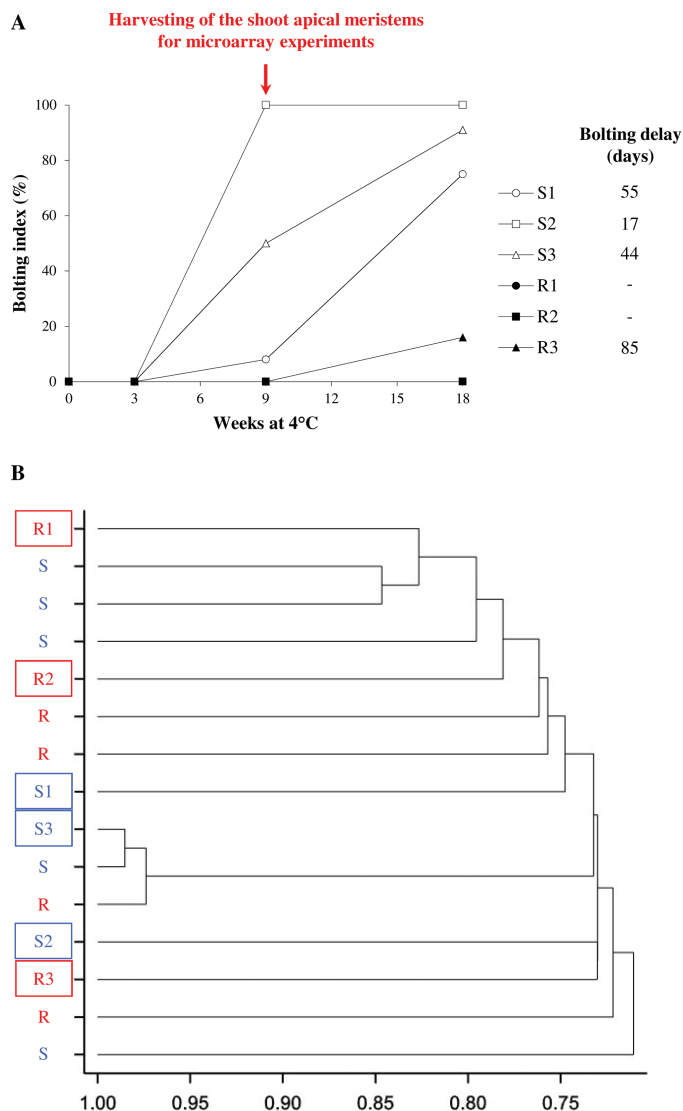 A
Harvesting of the shoot apical meristems
for microarray experiments
Bolting index (%)
100
80
60
40
20
0
0 3 6 9 12 15 18
Weeks at 4°C
Bolting delay
(days)
S1 55
S2 17
S3 44
R1 -
R2 -
R3 85
B
R1
S
S
S
R2
R
R
S1
S3
S
R
S2
R3
R
S
1.00 0.95 0.90 0.85 0.80 0.75